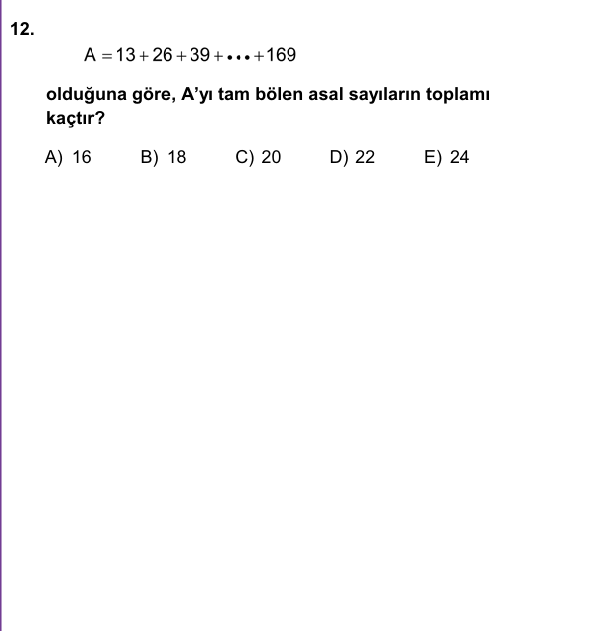 12.
A = 13 + 26 + 39 + ••• + 169
olduğuna göre, A’yı tam bölen asal sayıların toplamı
kaçtır?
A) 16 B) 18 C) 20 D) 22 E) 24